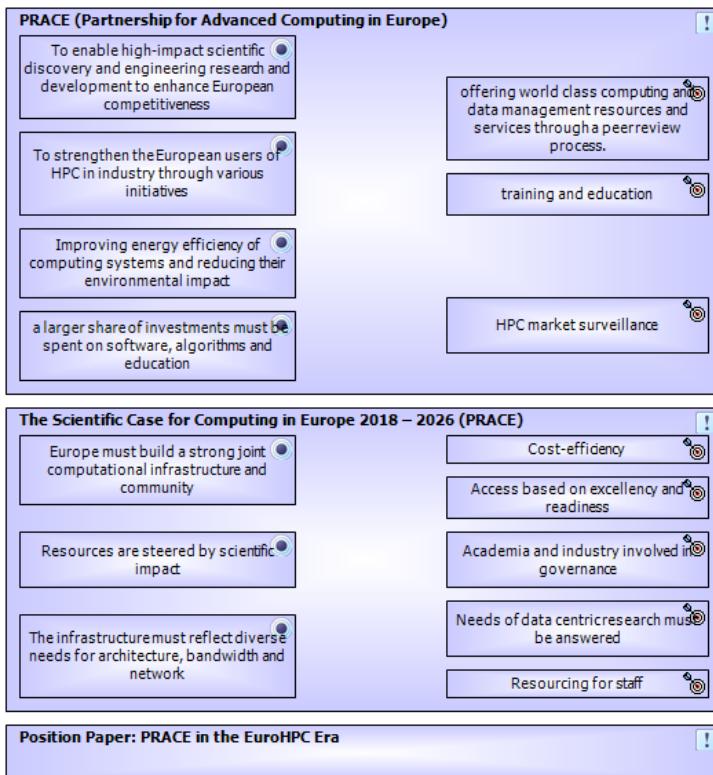 PRACE (Partnership for Advanced Computing in Europe)
To enable high-impact scientific
discovery and engineering research and
development to enhance European
competitiveness
offering world class computing and
data management resources and
services through a peer review
process.
To strengthen the European users of
HPC in industry through various
initiatives
training and education
Improving energy efficiency of
computing systems and reducing their
environmental impact
a larger share of investments must be
spent on software, algorithms and
education
HPC market surveillance
The Scientific Case for Computing in Europe 2018 – 2026 (PRACE)
Europe must build a strong joint
computational infrastructure and
community
Cost-efficiency
Access based on excellency and
readiness
Resources are steered by scientific
impact
Academia and industry involved in
governance
The infrastructure must reflect diverse
needs for architecture, bandwidth and
network
Needs of data centric research must
be answered
Resourcing for staff
Position Paper: PRACE in the EuroHPC Era